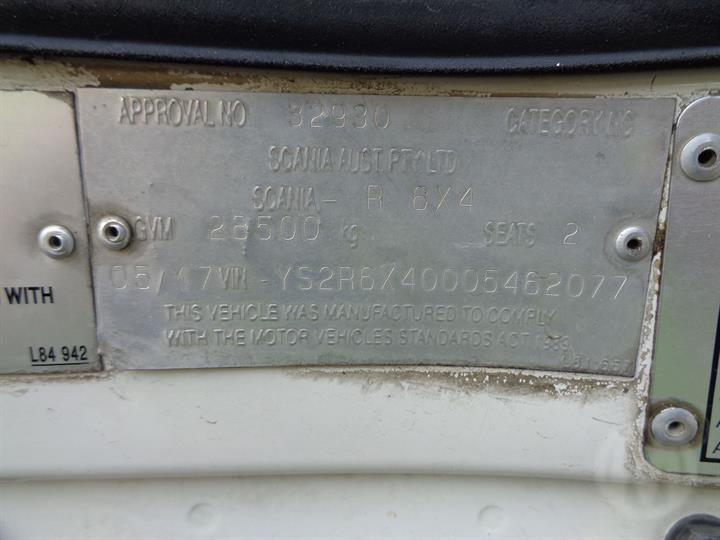 APPROVAL NO 32930 CATEGORY NC
SCANIA AUST. PTY LTD
SCANIA - R 6X4
GVM 28500 kg SEATS 2
05/17 VIN - YS2R6X40005462077
THIS VEHICLE WAS MANUFACTURED TO COMPLY
WITH THE MOTOR VEHICLES STANDARDS ACT 1989
WITH
L84 942